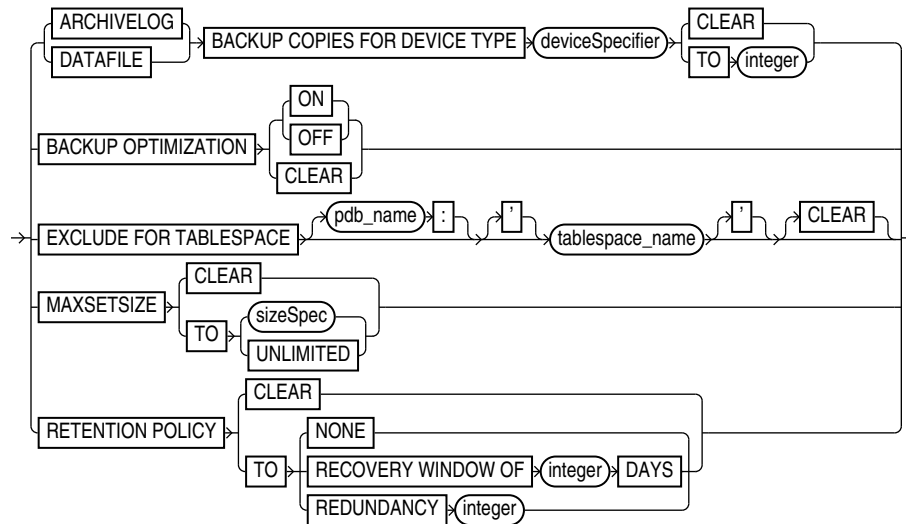 ARCHIVELOG
DATAFILE
BACKUP COPIES FOR DEVICE TYPE deviceSpecifier
CLEAR
TO integer
BACKUP OPTIMIZATION
ON
OFF
CLEAR
EXCLUDE FOR TABLESPACE pdb_name : ' tablespace_name ' CLEAR
MAXSETSIZE
CLEAR
TO sizeSpec
UNLIMITED
RETENTION POLICY
CLEAR
TO
NONE
RECOVERY WINDOW OF integer DAYS
REDUNDANCY integer